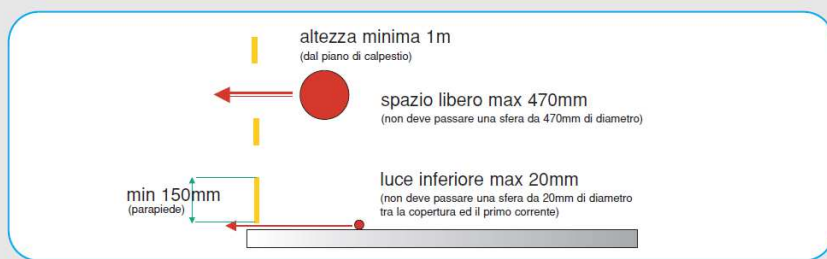 altezza minima 1m
(dal piano di calpestio)
spazio libero max 470mm
(non deve passare una sfera da 470mm di diametro)
luce inferiore max 20mm
(non deve passare una sfera da 20mm di diametro
tra la copertura ed il primo corrente)
min 150mm
(parapiede)